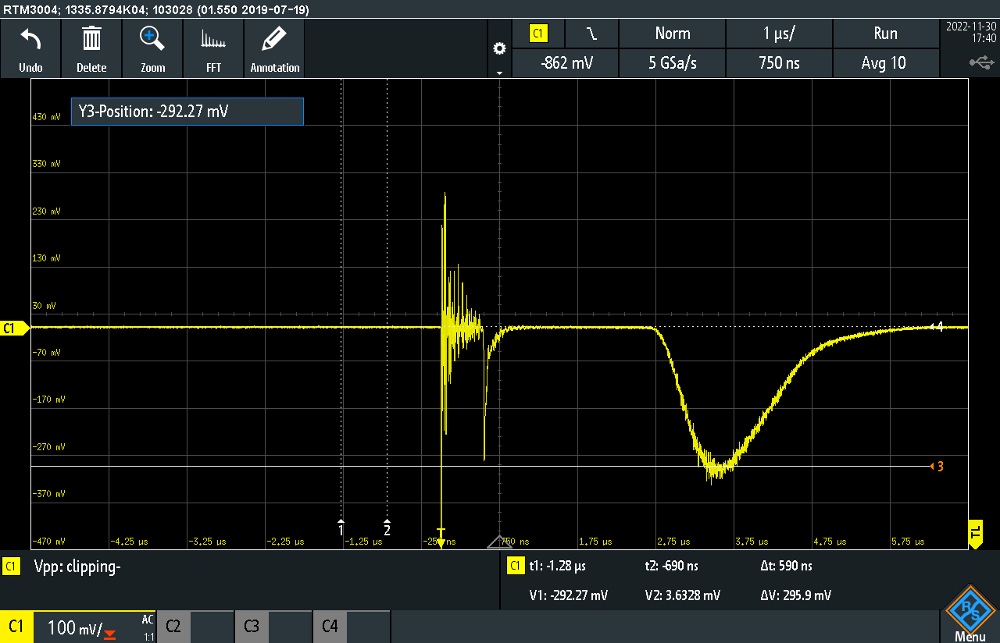 RTM3004; 1335.8794K04; 103028 (01.550 2019-07-19)
Undo
Delete
Zoom
FFT
Annotation
C1
Norm
1 µs/
Run
2022-11-30
17:40
-862 mV
5 GSa/s
750 ns
Avg 10
Y3-Position: -292.27 mV
430 mV
330 mV
230 mV
130 mV
30 mV
C1
4
-70 mV
-170 mV
-270 mV
3
-370 mV
1
2
T
TL
-470 mV
-4,25 µs
-3,25 µs
-2,25 µs
-1,25 µs
-250 ns
750 ns
1,75 µs
2,75 µs
3,75 µs
4,75 µs
5,75 µs
C1
Vpp: clipping-
C1
t1: -1.28 µs
t2: -690 ns
Δt: 590 ns
V1: -292.27 mV
V2: 3.6328 mV
ΔV: 295.9 mV
C1
100 mV/
AC
1:1
C2
C3
C4
R S
Menu